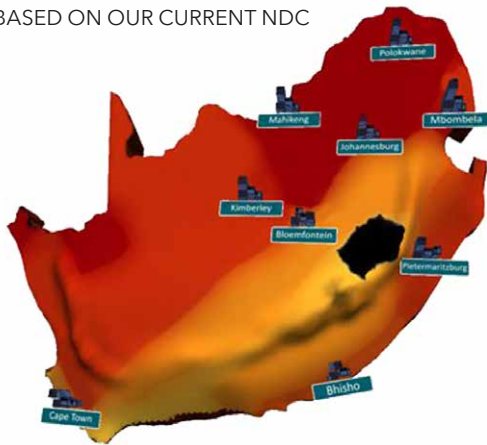 BASED ON OUR CURRENT NDC
Polokwane
Mahikeng
Mbombela
Johannesburg
Kimberley
Bloemfontein
Pietermaritzburg
Bhisho
Cape Town